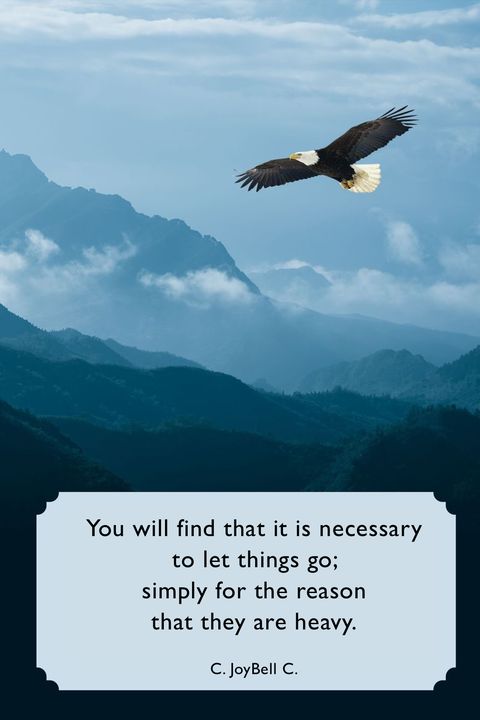 You will find that it is necessary
to let things go;
simply for the reason
that they are heavy.
C. JoyBell C.